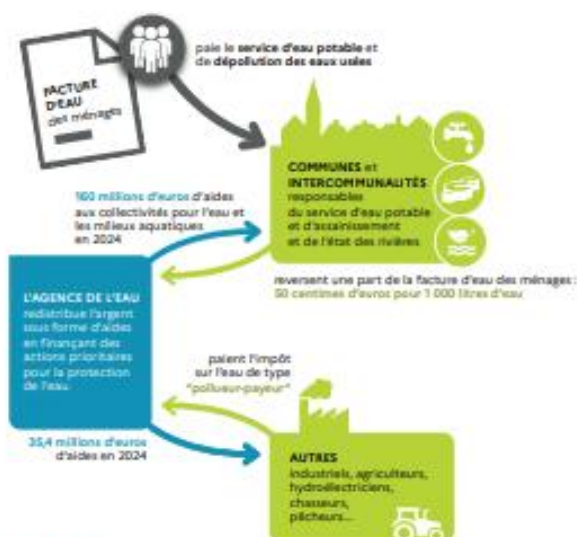 FACTURE
D'EAU
des ménages
paie le service d'eau potable et
de dépollution des eaux usées
COMMUNES et
INTERCOMMUNALITÉS
responsables
du service d'eau potable
et d'assainissement
et de l'état des rivières
160 millions d'euros d'aides
aux collectivités pour l'eau et
les milieux aquatiques
en 2024
reversent une part de la facture d'eau des ménages :
50 centimes d'euros pour 1 000 litres d'eau
L'AGENCE DE L'EAU
redistribue l'argent
sous forme d'aides
en finançant des
actions prioritaires
pour la protection
de l'eau.
paient l'impôt
sur l'eau de type
"pollueur-payeur"
35,4 millions d'euros
d'aides en 2024
AUTRES
industriels, agriculteurs,
hydroélectriciens,
chasseurs,
pêcheurs...